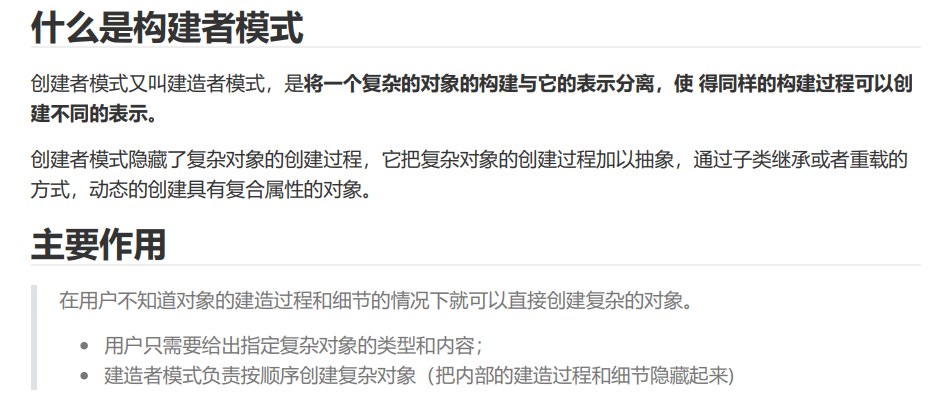 什么是构建者模式
创建者模式又叫建造者模式，是将一个复杂的对象的构建与它的表示分离，使 得同样的构建过程可以创
建不同的表示。
创建者模式隐藏了复杂对象的创建过程，它把复杂对象的创建过程加以抽象，通过子类继承或者重载的
方式，动态的创建具有复合属性的对象。
主要作用
在用户不知道对象的建造过程和细节的情况下就可以直接创建复杂的对象。
• 用户只需要给出指定复杂对象的类型和内容；
• 建造者模式负责按顺序创建复杂对象（把内部的建造过程和细节隐藏起来)